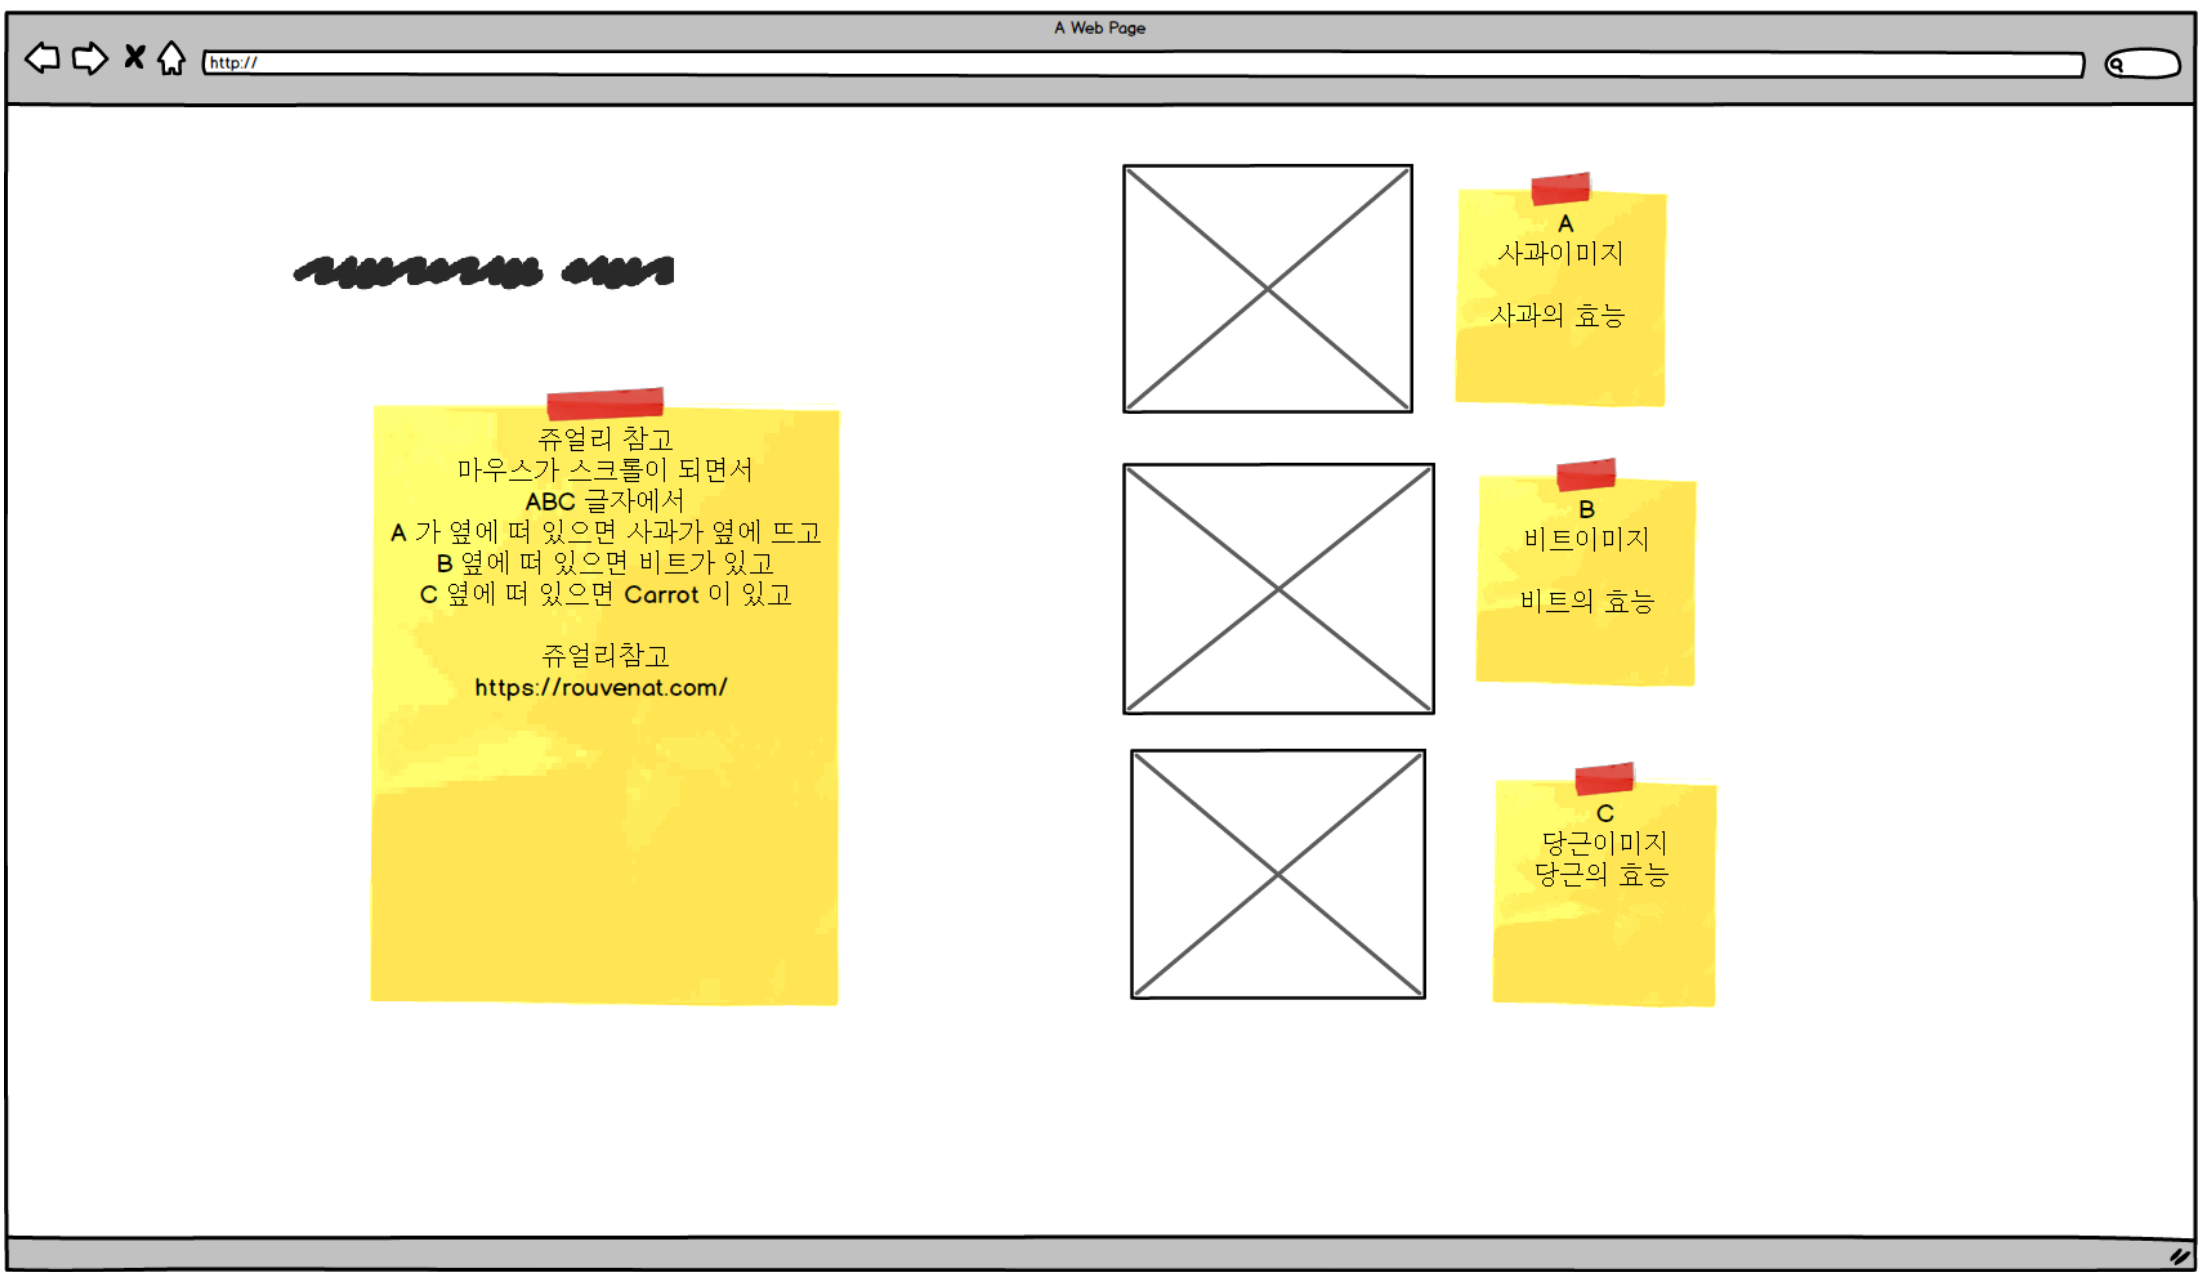 A Web Page
http://
쥬얼리 참고
마우스가 스크롤이 되면서
ABC 글자에서
A 가 옆에 떠 있으면 사과가 옆에 뜨고
B 옆에 떠 있으면 비트가 있고
C 옆에 떠 있으면 Carrot 이 있고
쥬얼리참고
https://rouvenat.com/
A
사과이미지
사과의 효능
B
비트이미지
비트의 효능
C
당근이미지
당근의 효능